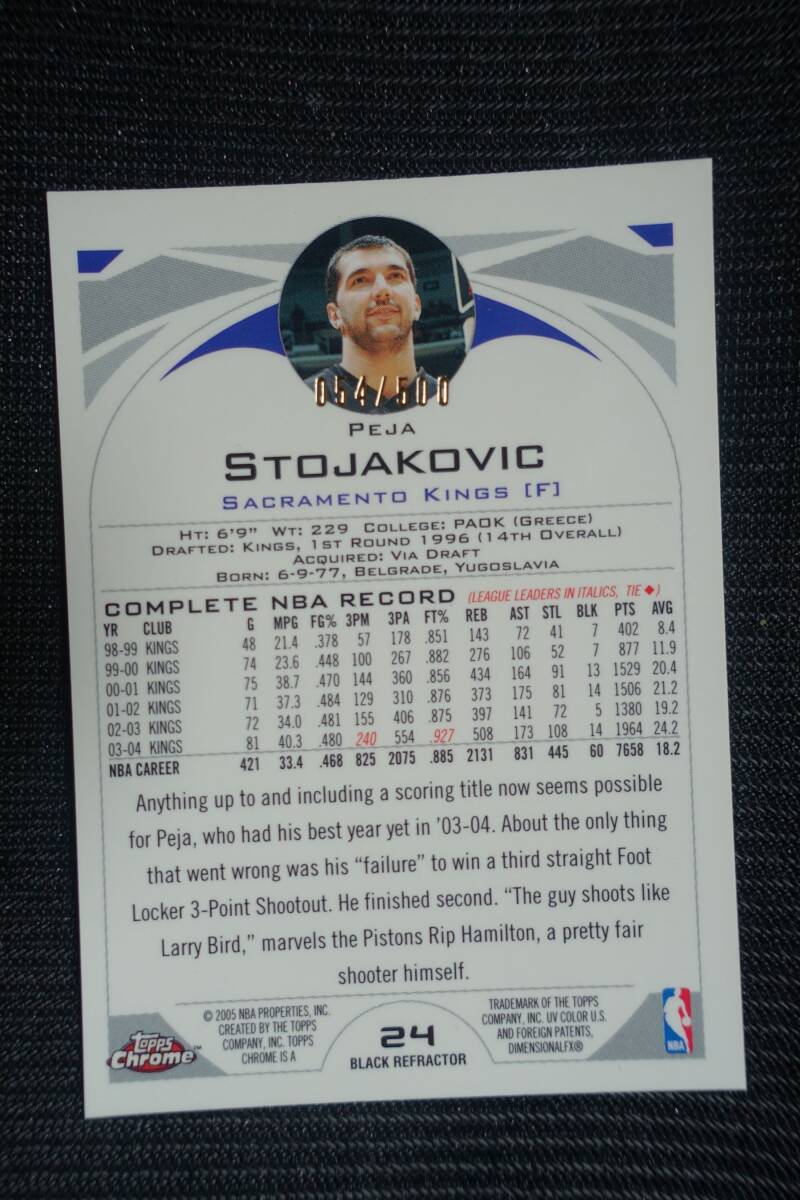 054/500
PEJA
STOJAKOVIC
SACRAMENTO KINGS [F]
HT: 6'9" WT: 229 COLLEGE: PAOK (GREECE)
DRAFTED: KINGS, 1ST ROUND 1996 (14TH OVERALL)
ACQUIRED: VIA DRAFT
BORN: 6-9-77, BELGRADE, YUGOSLAVIA
COMPLETE NBA RECORD (LEAGUE LEADERS IN ITALICS, TIE ◆)
YR CLUB G MPG FG% 3PM 3PA FT% REB AST STL BLK PTS AVG
98-99 KINGS 48 21.4 .378 57 178 .851 143 72 41 7 402 8.4
99-00 KINGS 74 23.6 .448 100 267 .882 276 106 52 7 877 11.9
00-01 KINGS 75 38.7 .470 144 360 .856 434 164 91 13 1529 20.4
01-02 KINGS 71 37.3 .484 129 310 .876 373 175 81 14 1506 21.2
02-03 KINGS 72 34.0 .481 155 406 .875 397 141 72 5 1380 19.2
03-04 KINGS 81 40.3 .480 240 554 .927 508 173 108 14 1964 24.2
NBA CAREER 421 33.4 .468 825 2075 .885 2131 831 445 60 7658 18.2
Anything up to and including a scoring title now seems possible
for Peja, who had his best year yet in '03-04. About the only thing
that went wrong was his "failure" to win a third straight Foot
Locker 3-Point Shootout. He finished second. "The guy shoots like
Larry Bird," marvels the Pistons Rip Hamilton, a pretty fair
shooter himself.
Topps Chrome™
© 2005 NBA PROPERTIES, INC.
CREATED BY THE TOPPS
COMPANY, INC. TOPPS
CHROME IS A
24
BLACK REFRACTOR
TRADEMARK OF THE TOPPS
COMPANY, INC. UV COLOR U.S.
AND FOREIGN PATENTS,
DIMENSIONALFX®
NBA